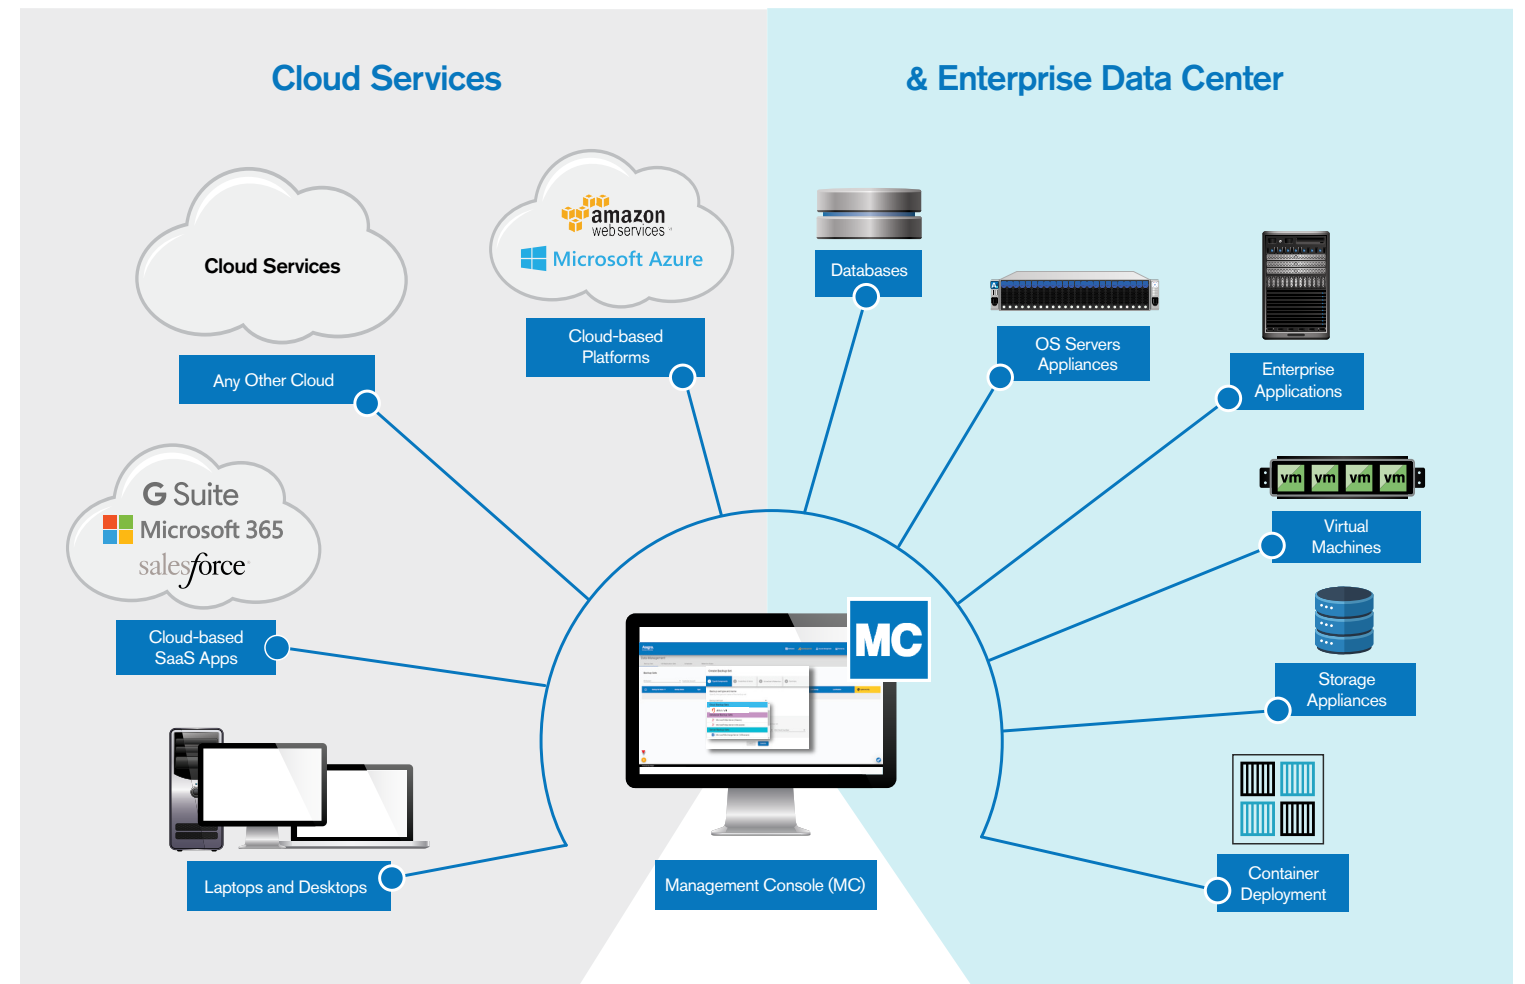 Cloud Services
& Enterprise Data Center
Cloud Services
Any Other Cloud
amazon
web services
Microsoft Azure
Cloud-based
Platforms
G Suite
Microsoft 365
salesforce
Cloud-based
SaaS Apps
Laptops and Desktops
MC
Management Console (MC)
Databases
OS Servers
Appliances
Enterprise
Applications
vm vm vm vm
Virtual
Machines
Storage
Appliances
Container
Deployment